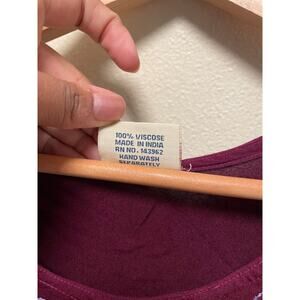 100% VISCOSE
MADE IN INDIA
RN NO. 143962
HAND WASH
SEPARATELY